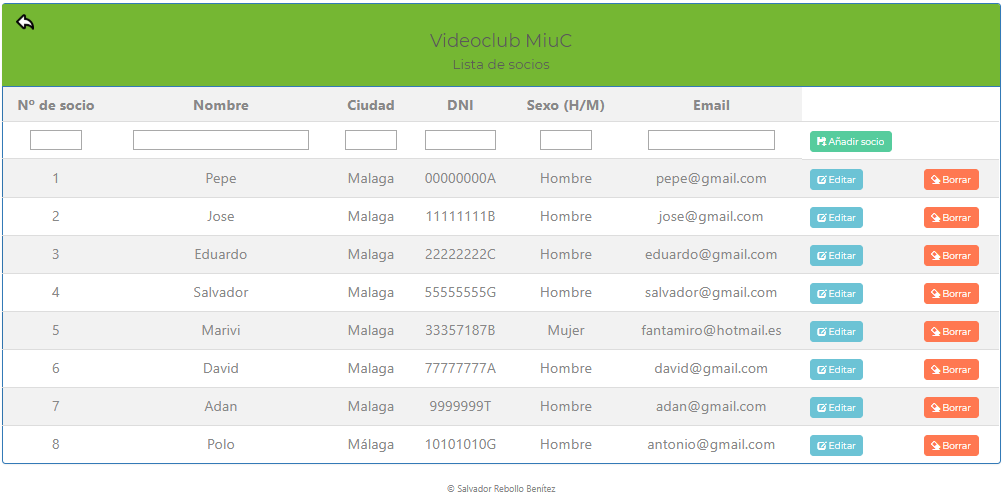 Videoclub MiuC
Lista de socios
Nº de socio Nombre Ciudad DNI Sexo (H/M) Email
Añadir socio
1 Pepe Malaga 00000000A Hombre pepe@gmail.com Editar Borrar
2 Jose Malaga 11111111B Hombre jose@gmail.com Editar Borrar
3 Eduardo Malaga 22222222C Hombre eduardo@gmail.com Editar Borrar
4 Salvador Malaga 55555555G Hombre salvador@gmail.com Editar Borrar
5 Marivi Malaga 33357187B Mujer fantamiro@hotmail.es Editar Borrar
6 David Malaga 77777777A Hombre david@gmail.com Editar Borrar
7 Adan Malaga 9999999T Hombre adan@gmail.com Editar Borrar
8 Polo Málaga 10101010G Hombre antonio@gmail.com Editar Borrar
© Salvador Rebollo Benítez